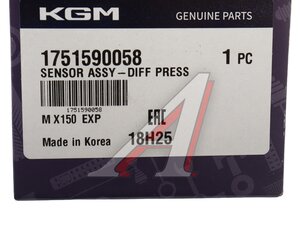 KGM
GENUINE PARTS
1751590058
1 PC
SENSOR ASSY-DIFF PRESS
1751590058
M X150 EXP
EAC
Made in Korea
18H25